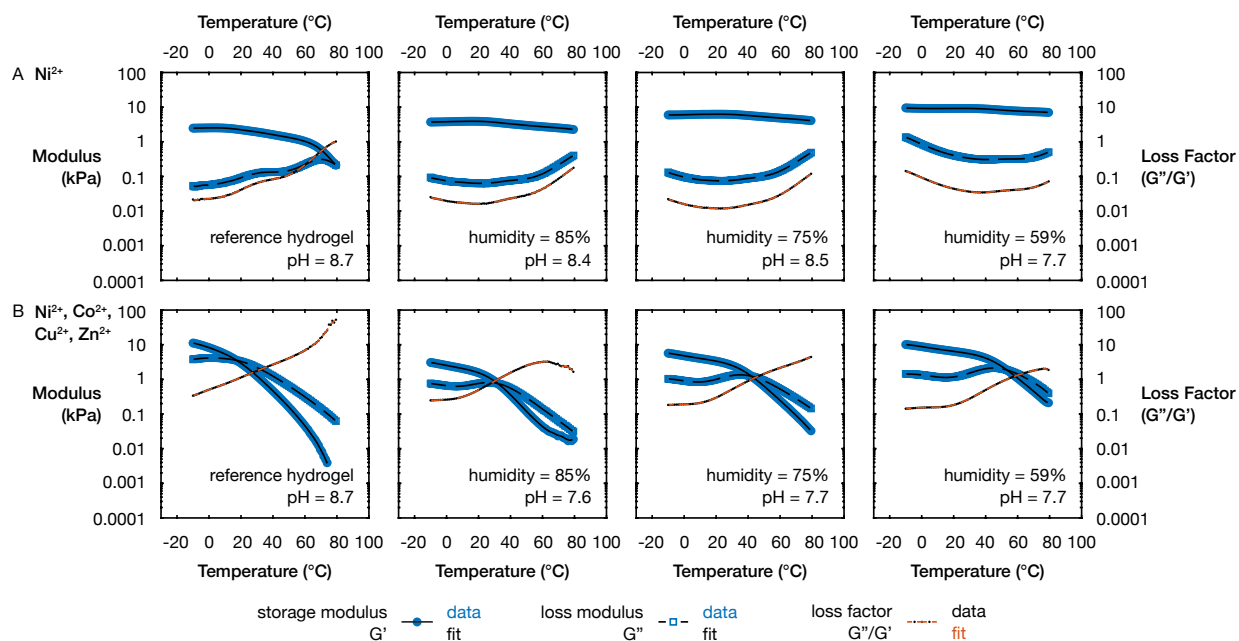 Temperature (°C) Temperature (°C) Temperature (°C) Temperature (°C)
-20 0 20 40 60 80 100 -20 0 20 40 60 80 100 -20 0 20 40 60 80 100 -20 0 20 40 60 80 100
A Ni²⁺
100 100
10 10
1 1
Modulus Loss Factor
(kPa) (G”/G’)
0.1 0.1
0.01 0.01
0.001 0.001
0.0001 0.0001
reference hydrogel humidity = 85% humidity = 75% humidity = 59%
pH = 8.7 pH = 8.4 pH = 8.5 pH = 7.7
B Ni²⁺, Co²⁺,
Cu²⁺, Zn²⁺
100 100
10 10
1 1
Modulus Loss Factor
(kPa) (G”/G’)
0.1 0.1
0.01 0.01
0.001 0.001
0.0001 0.0001
reference hydrogel humidity = 85% humidity = 75% humidity = 59%
pH = 8.7 pH = 7.6 pH = 7.7 pH = 7.7
-20 0 20 40 60 80 100 -20 0 20 40 60 80 100 -20 0 20 40 60 80 100 -20 0 20 40 60 80 100
Temperature (°C) Temperature (°C) Temperature (°C) Temperature (°C)
storage modulus data loss modulus data loss factor data
G’ fit G” fit G”/G’ fit